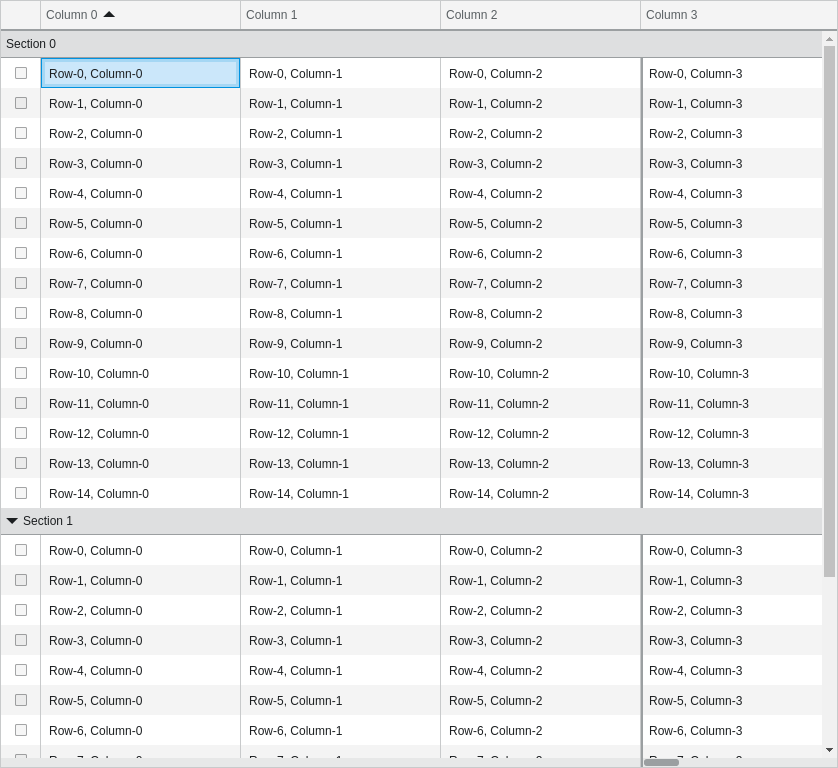 Column 0 Column 1 Column 2 Column 3
Section 0
Row-0, Column-0 Row-0, Column-1 Row-0, Column-2 Row-0, Column-3
Row-1, Column-0 Row-1, Column-1 Row-1, Column-2 Row-1, Column-3
Row-2, Column-0 Row-2, Column-1 Row-2, Column-2 Row-2, Column-3
Row-3, Column-0 Row-3, Column-1 Row-3, Column-2 Row-3, Column-3
Row-4, Column-0 Row-4, Column-1 Row-4, Column-2 Row-4, Column-3
Row-5, Column-0 Row-5, Column-1 Row-5, Column-2 Row-5, Column-3
Row-6, Column-0 Row-6, Column-1 Row-6, Column-2 Row-6, Column-3
Row-7, Column-0 Row-7, Column-1 Row-7, Column-2 Row-7, Column-3
Row-8, Column-0 Row-8, Column-1 Row-8, Column-2 Row-8, Column-3
Row-9, Column-0 Row-9, Column-1 Row-9, Column-2 Row-9, Column-3
Row-10, Column-0 Row-10, Column-1 Row-10, Column-2 Row-10, Column-3
Row-11, Column-0 Row-11, Column-1 Row-11, Column-2 Row-11, Column-3
Row-12, Column-0 Row-12, Column-1 Row-12, Column-2 Row-12, Column-3
Row-13, Column-0 Row-13, Column-1 Row-13, Column-2 Row-13, Column-3
Row-14, Column-0 Row-14, Column-1 Row-14, Column-2 Row-14, Column-3
Section 1
Row-0, Column-0 Row-0, Column-1 Row-0, Column-2 Row-0, Column-3
Row-1, Column-0 Row-1, Column-1 Row-1, Column-2 Row-1, Column-3
Row-2, Column-0 Row-2, Column-1 Row-2, Column-2 Row-2, Column-3
Row-3, Column-0 Row-3, Column-1 Row-3, Column-2 Row-3, Column-3
Row-4, Column-0 Row-4, Column-1 Row-4, Column-2 Row-4, Column-3
Row-5, Column-0 Row-5, Column-1 Row-5, Column-2 Row-5, Column-3
Row-6, Column-0 Row-6, Column-1 Row-6, Column-2 Row-6, Column-3